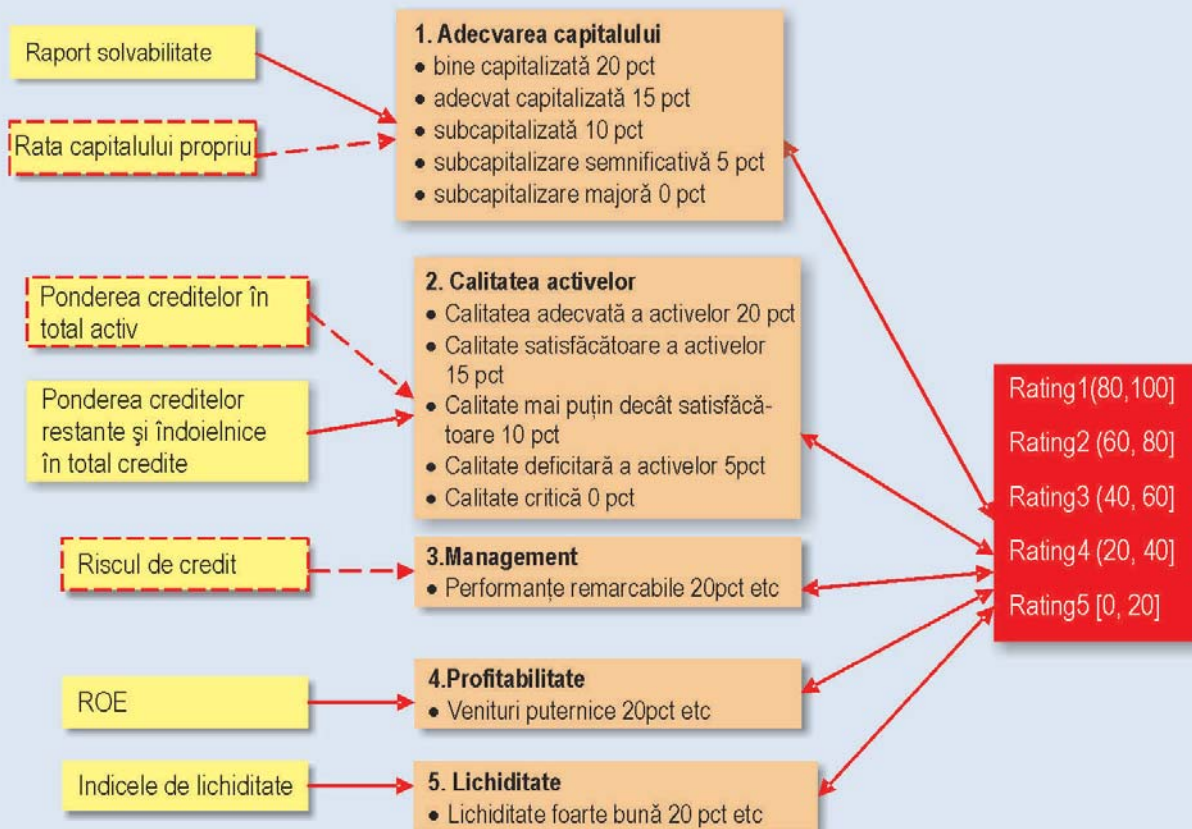 Raport solvabilitate
Rata capitalului propriu
1. Adecvarea capitalului
• bine capitalizată 20 pct
• adecvat capitalizată 15 pct
• subcapitalizată 10 pct
• subcapitalizare semnificativă 5 pct
• subcapitalizare majoră 0 pct
Ponderea creditelor în
total activ
Ponderea creditelor
restante şi îndoielnice
în total credite
2. Calitatea activelor
• Calitatea adecvată a activelor 20 pct
• Calitate satisfăcătoare a activelor
15 pct
• Calitate mai puţin decât satisfăcă-
toare 10 pct
• Calitate deficitară a activelor 5pct
• Calitate critică 0 pct
Riscul de credit
3.Management
• Performanţe remarcabile 20pct etc
ROE
4.Profitabilitate
• Venituri puternice 20pct etc
Indicele de lichiditate
5. Lichiditate
• Lichiditate foarte bună 20 pct etc
Rating1(80,100]
Rating2 (60, 80]
Rating3 (40, 60]
Rating4 (20, 40]
Rating5 [0, 20]